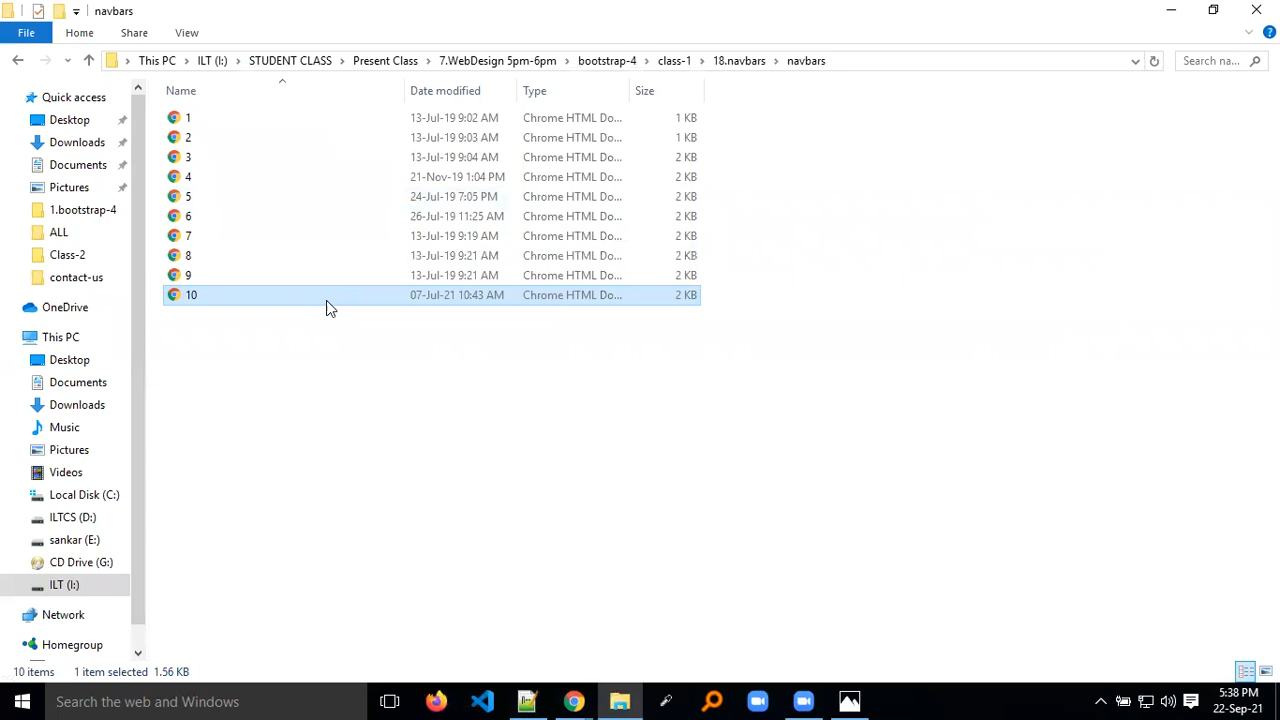 navbars
File Home Share View
This PC ILT (I:) STUDENT CLASS Present Class 7.WebDesign 5pm-6pm bootstrap-4 class-1 18.navbars navbars Search na...
Name Date modified Type Size
1 13-Jul-19 9:02 AM Chrome HTML Do... 1 KB
2 13-Jul-19 9:03 AM Chrome HTML Do... 1 KB
3 13-Jul-19 9:04 AM Chrome HTML Do... 2 KB
4 21-Nov-19 1:04 PM Chrome HTML Do... 2 KB
5 24-Jul-19 7:05 PM Chrome HTML Do... 2 KB
6 26-Jul-19 11:25 AM Chrome HTML Do... 2 KB
7 13-Jul-19 9:19 AM Chrome HTML Do... 2 KB
8 13-Jul-19 9:21 AM Chrome HTML Do... 2 KB
9 13-Jul-19 9:21 AM Chrome HTML Do... 2 KB
10 07-Jul-21 10:43 AM Chrome HTML Do... 2 KB
Quick access
Desktop
Downloads
Documents
Pictures
1.bootstrap-4
ALL
Class-2
contact-us
OneDrive
This PC
Desktop
Documents
Downloads
Music
Pictures
Videos
Local Disk (C:)
ILTCS (D:)
sankar (E:)
CD Drive (G:)
ILT (I:)
Network
Homegroup
10 items 1 item selected 1.56 KB
Search the web and Windows
5:38 PM
22-Sep-21